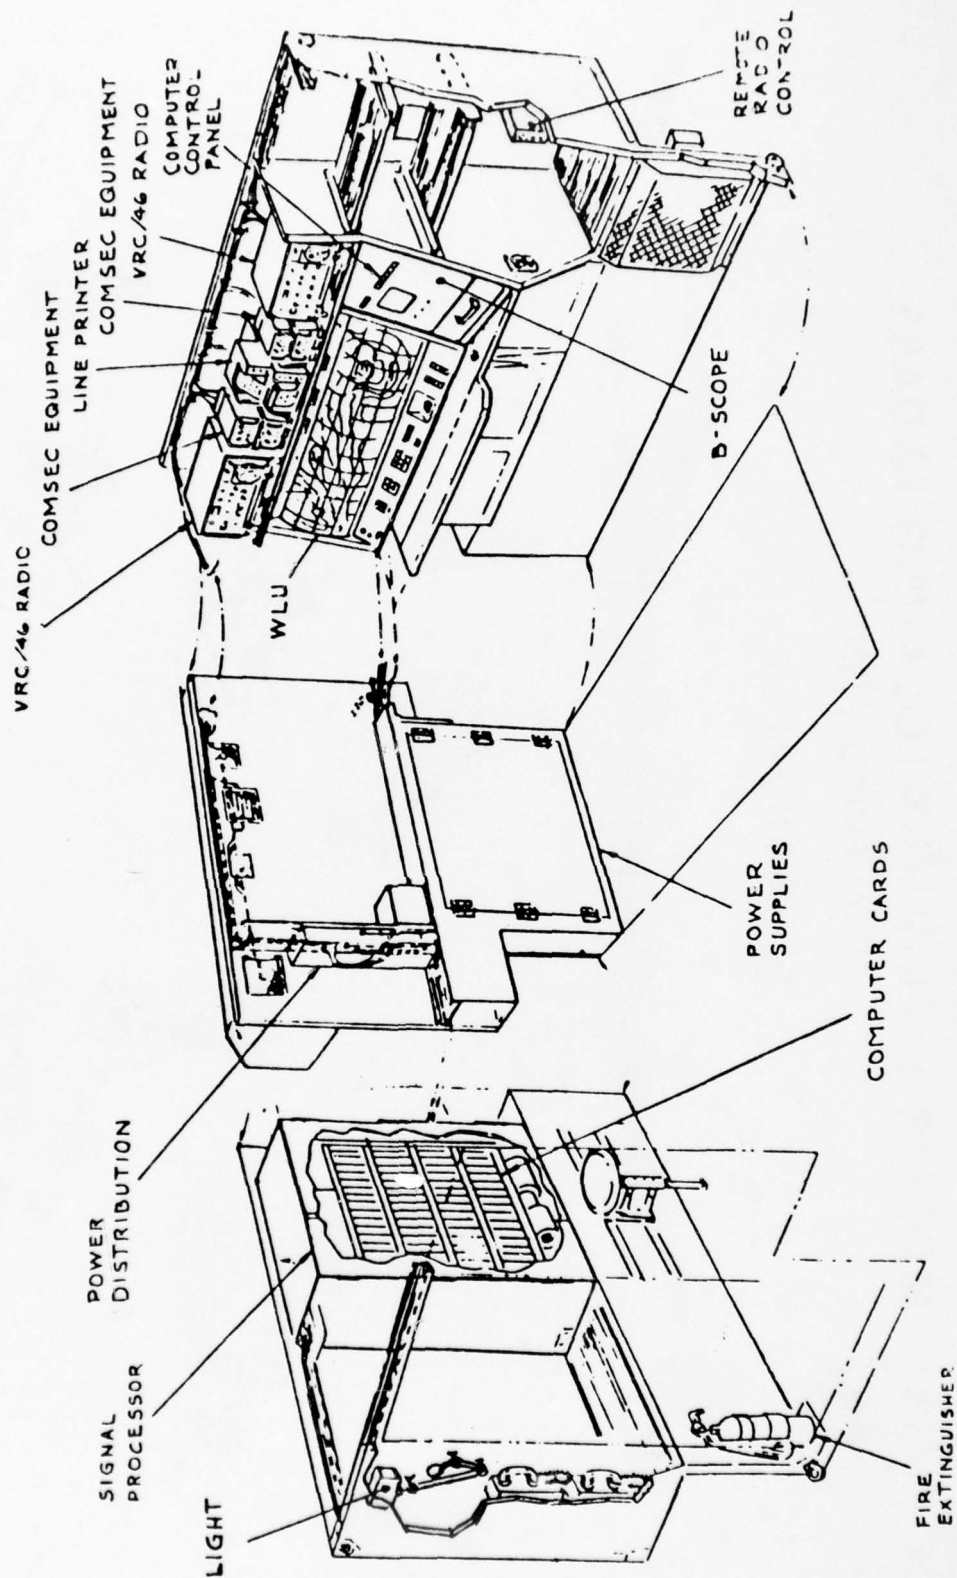 VRC/46 RADIO
COMSEC EQUIPMENT
LINE PRINTER
COMSEC EQUIPMENT
VRC/46 RADIO
COMPUTER
CONTROL
PANEL
REMOTE
RADIO
CONTROL
WLU
B-SCOPE
POWER
SUPPLIES
COMPUTER CARDS
POWER
DISTRIBUTION
SIGNAL
PROCESSOR
LIGHT
FIRE
EXTINGUISHER